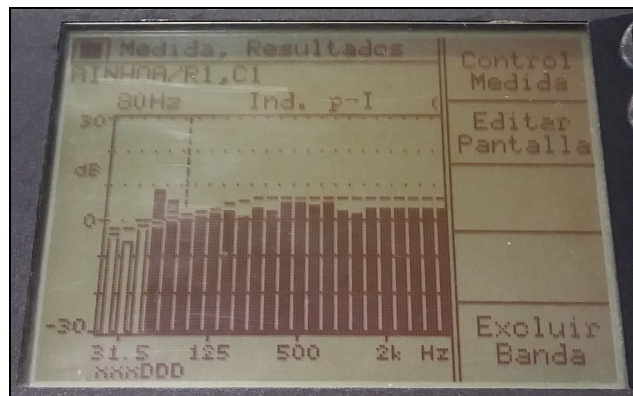 Medida, Resultados
AINHOA/R1,C1
80Hz Ind. p-I (
30
dB
0
-30
31.5 125 500 2k Hz
xxxDDD
Control
Medida
Editar
Pantalla
Excluir
Banda